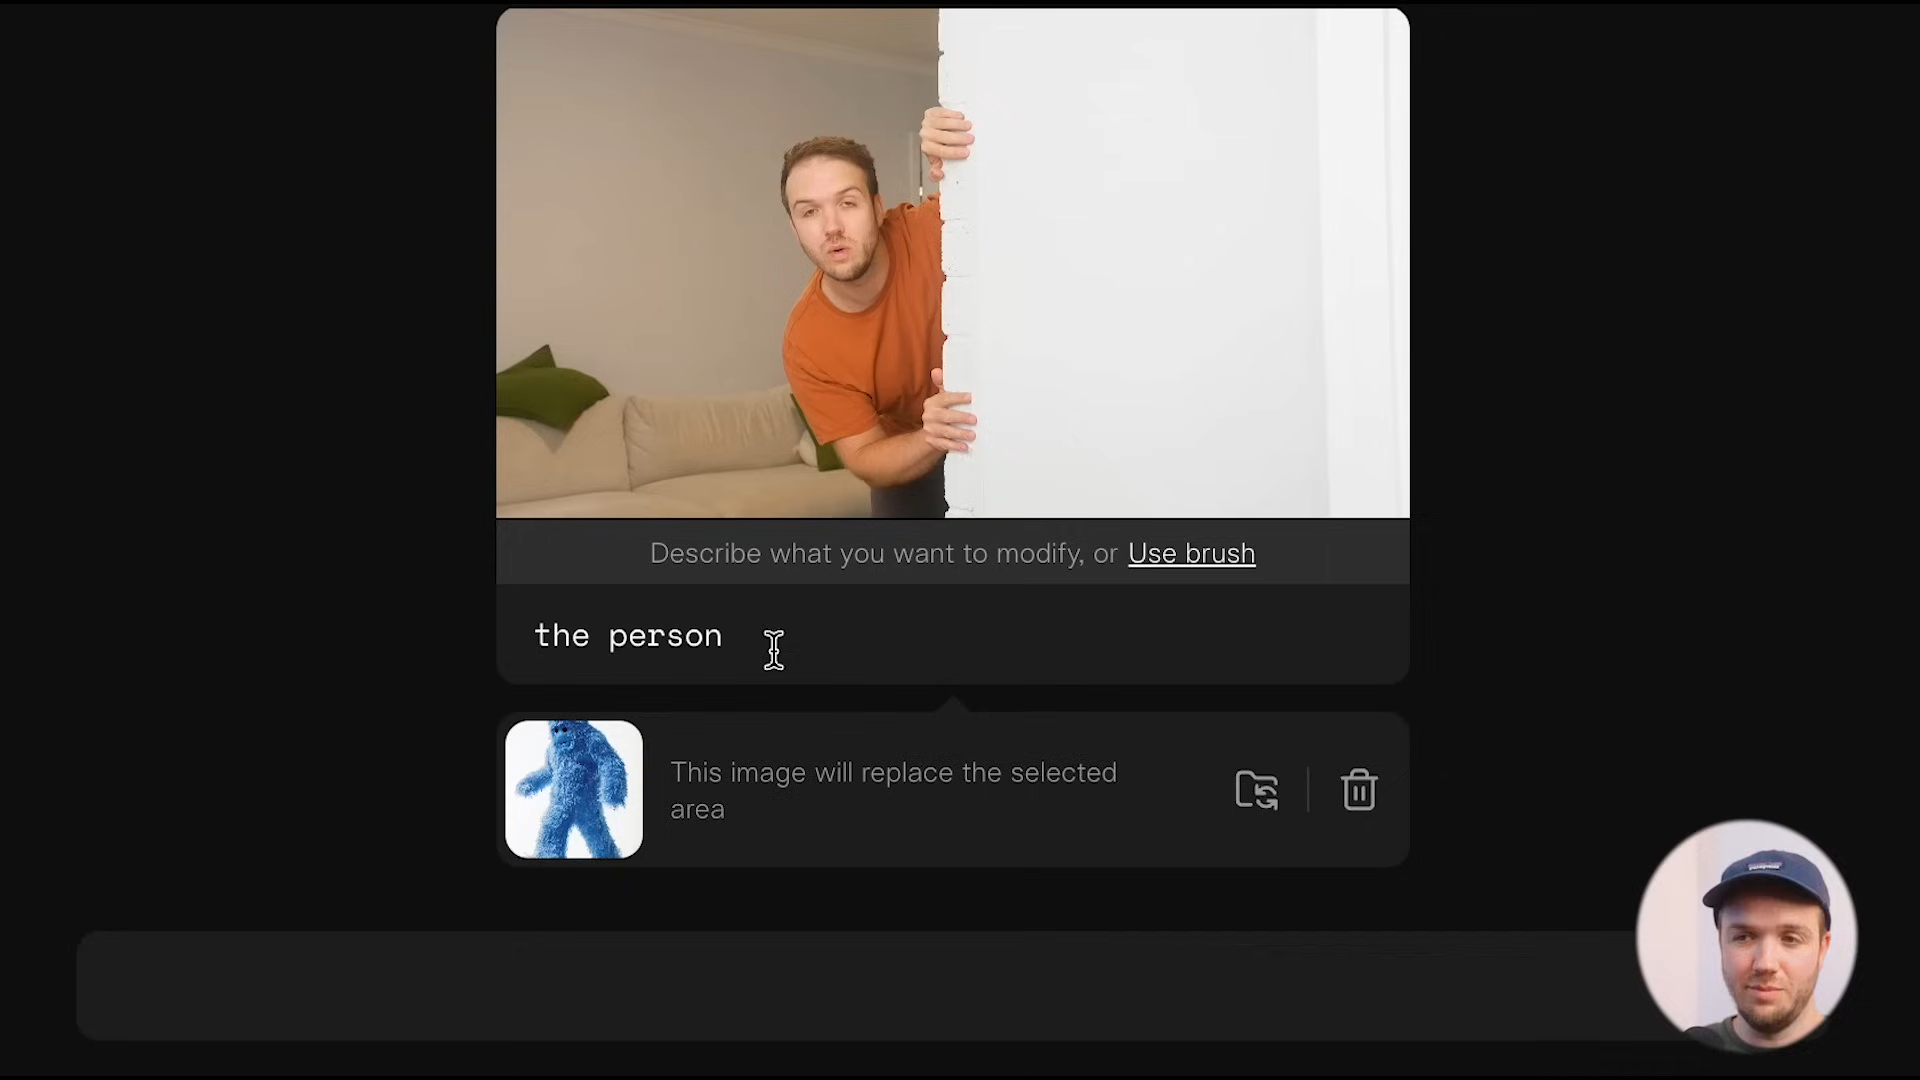 Describe what you want to modify, or Use brush
the person
This image will replace the selected
area